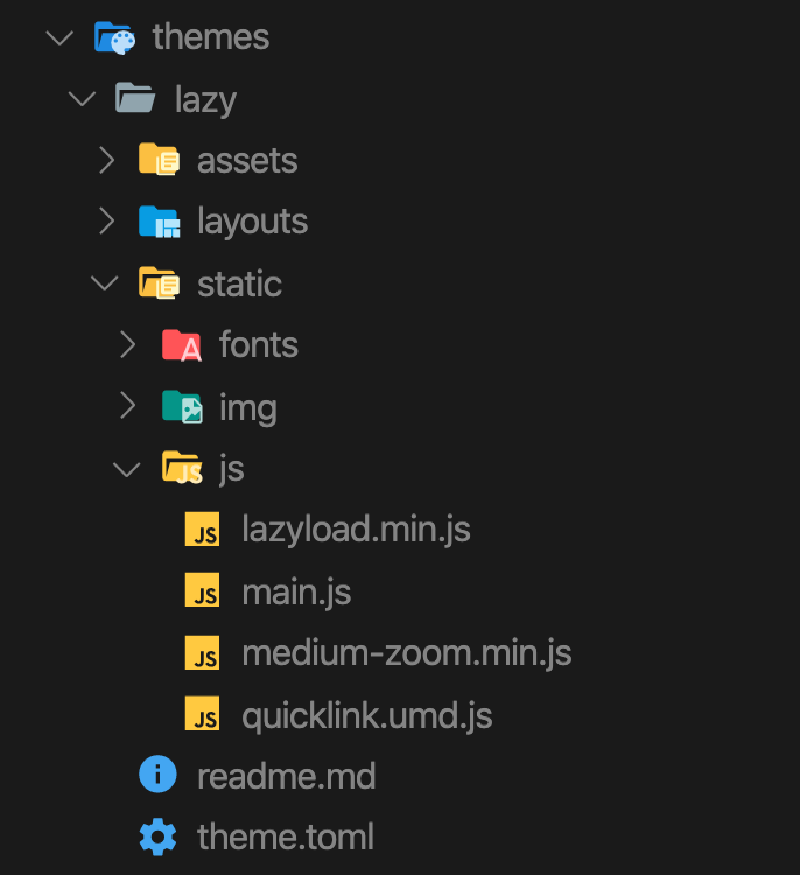 themes
lazy
assets
layouts
static
fonts
img
js
lazyload.min.js
main.js
medium-zoom.min.js
quicklink.umd.js
readme.md
theme.toml